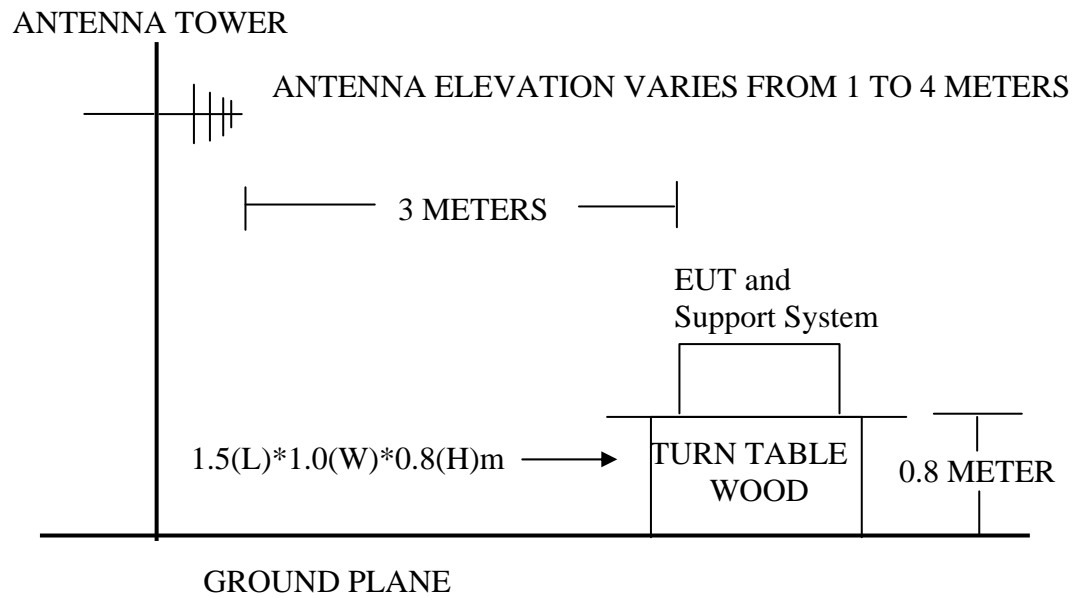 ANTENNA TOWER
ANTENNA ELEVATION VARIES FROM 1 TO 4 METERS
3 METERS
EUT and
Support System
1.5(L)*1.0(W)*0.8(H)m
TURN TABLE
WOOD
0.8 METER
GROUND PLANE